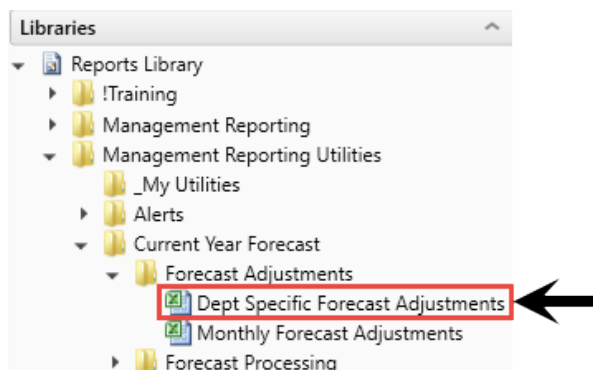 Libraries
Reports Library
!Training
Management Reporting
Management Reporting Utilities
_My Utilities
Alerts
Current Year Forecast
Forecast Adjustments
Dept Specific Forecast Adjustments
Monthly Forecast Adjustments
Forecast Processing